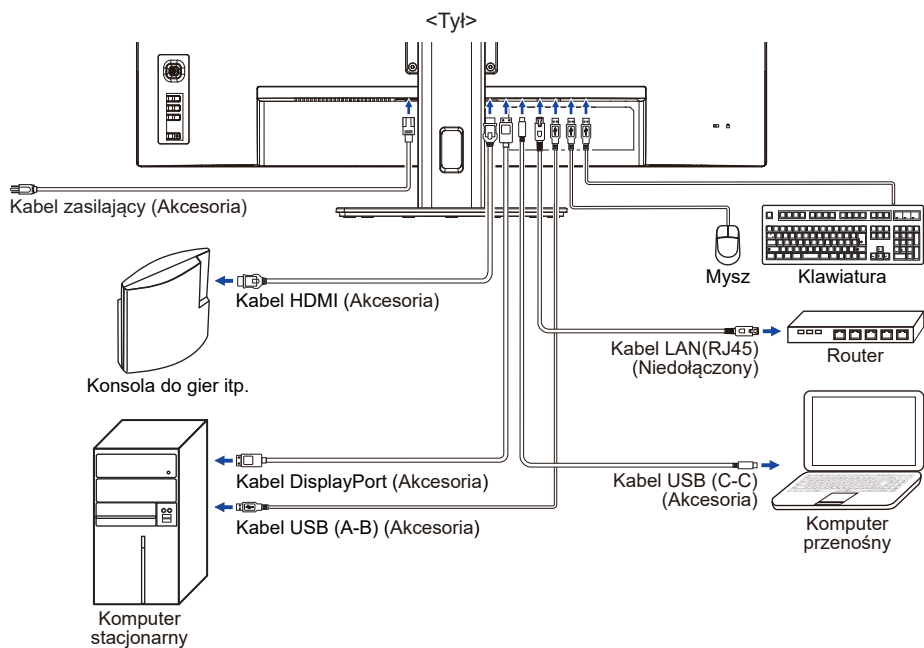 <Tył>
Kabel zasilający (Akcesoria)
Mysz
Klawiatura
Kabel HDMI (Akcesoria)
Konsola do gier itp.
Kabel LAN(RJ45)
(Niedołączony)
Router
Kabel DisplayPort (Akcesoria)
Kabel USB (C-C)
(Akcesoria)
Kabel USB (A-B) (Akcesoria)
Komputer
przenośny
Komputer
stacjonarny